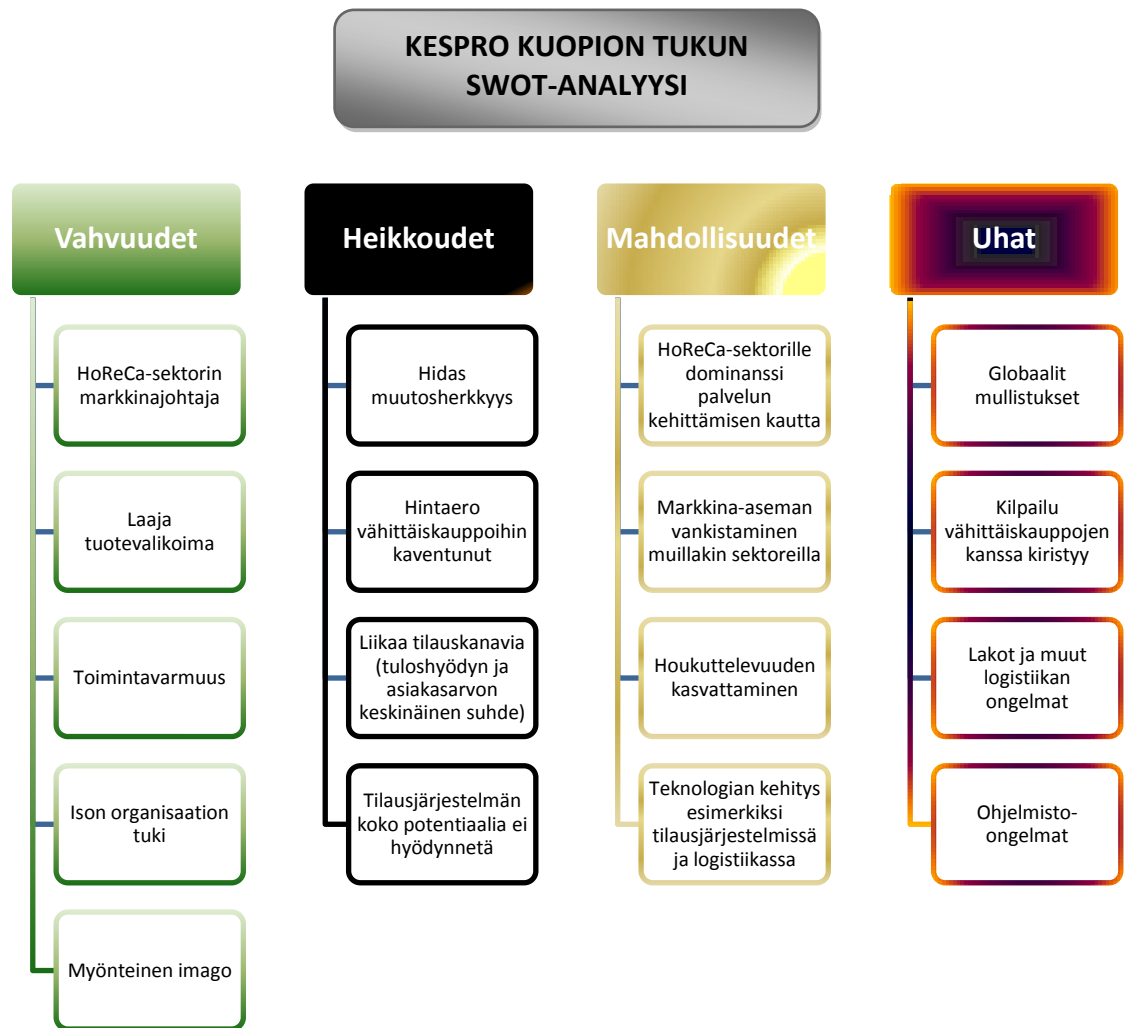 KESPRO KUOPION TUKUN
SWOT-ANALYYSI
Vahvuudet
HoReCa-sektorin
markkinajohtaja
Laaja
tuotevalikoima
Toimintavarmuus
Ison organisaation
tuki
Myönteinen imago
Heikkoudet
Hidas
muutosherkkyys
Hintaero
vähittäiskauppoihin
kaventunut
Liikaa tilauskanavia
(tuloshyödyn ja
asiakasarvon
keskinäinen suhde)
Tilausjärjestelmän
koko potentiaalia ei
hyödynnetä
Mahdollisuudet
HoReCa-sektorille
dominanssi
palvelun
kehittämisen kautta
Markkina-aseman
vankistaminen
muillakin sektoreilla
Houkuttelevuuden
kasvattaminen
Teknologian kehitys
esimerkiksi
tilausjärjestelmissä
ja logistiikassa
Uhat
Globaalit
mullistukset
Kilpailu
vähittäiskauppojen
kanssa kiristyy
Lakot ja muut
logistiikan
ongelmat
Ohjelmisto-
ongelmat